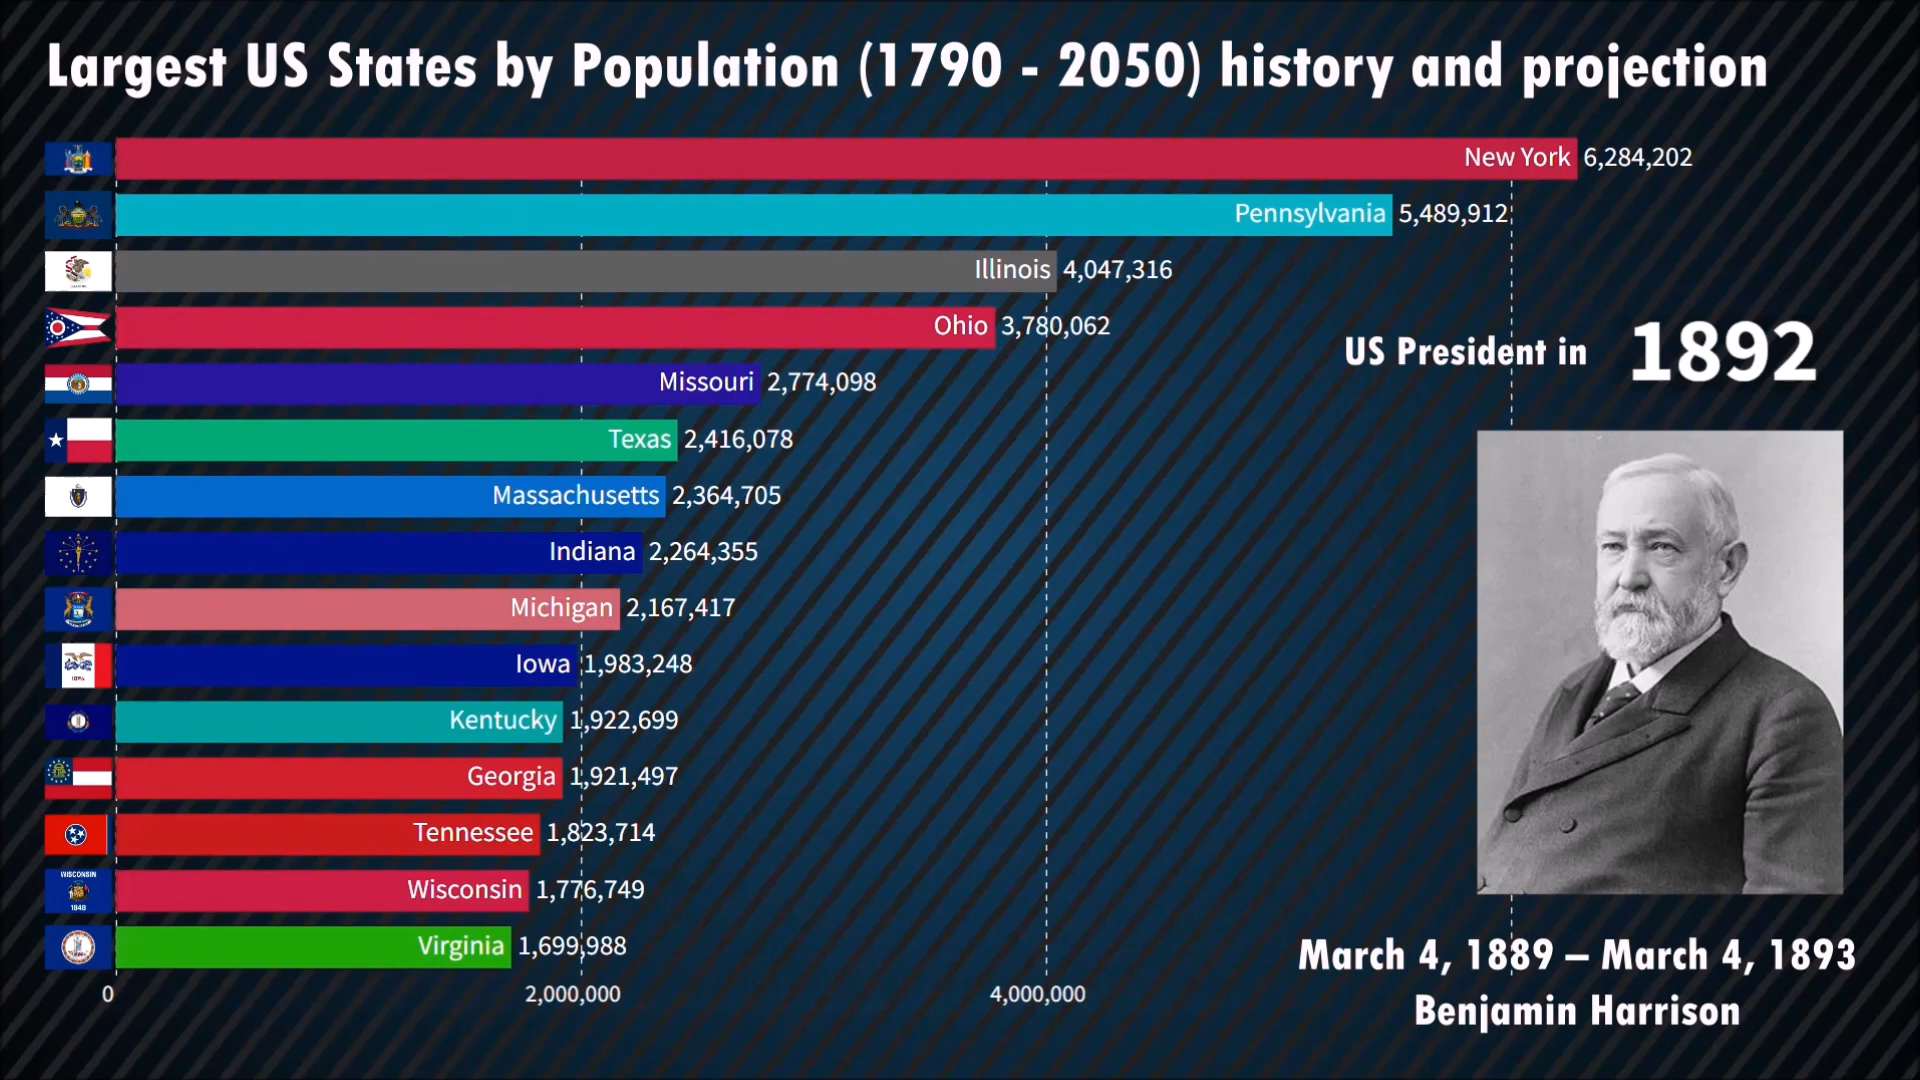 Largest US States by Population (1790 - 2050) history and projection
New York 6,284,202
Pennsylvania 5,489,912
Illinois 4,047,316
Ohio 3,780,062
US President in 1892
Missouri 2,774,098
Texas 2,416,078
Massachusetts 2,364,705
Indiana 2,264,355
Michigan 2,167,417
Iowa 1,983,248
Kentucky 1,922,699
Georgia 1,921,497
Tennessee 1,823,714
WISCONSIN
Wisconsin 1,776,749
1848
Virginia 1,699,988
March 4, 1889 – March 4, 1893
0 2,000,000 4,000,000
Benjamin Harrison